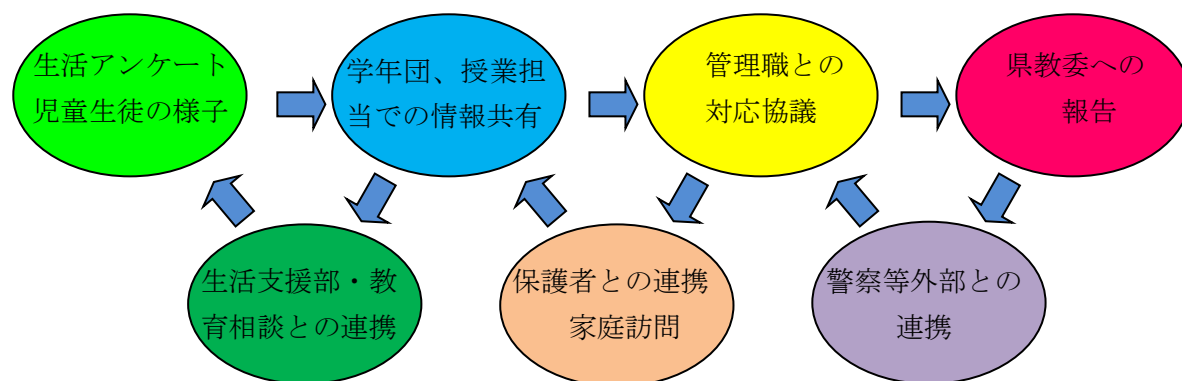 生活アンケート
児童生徒の様子
学年団、授業担
当での情報共有
管理職との
対応協議
県教委への
報告
生活支援部・教
育相談との連携
保護者との連携
家庭訪問
警察等外部との
連携